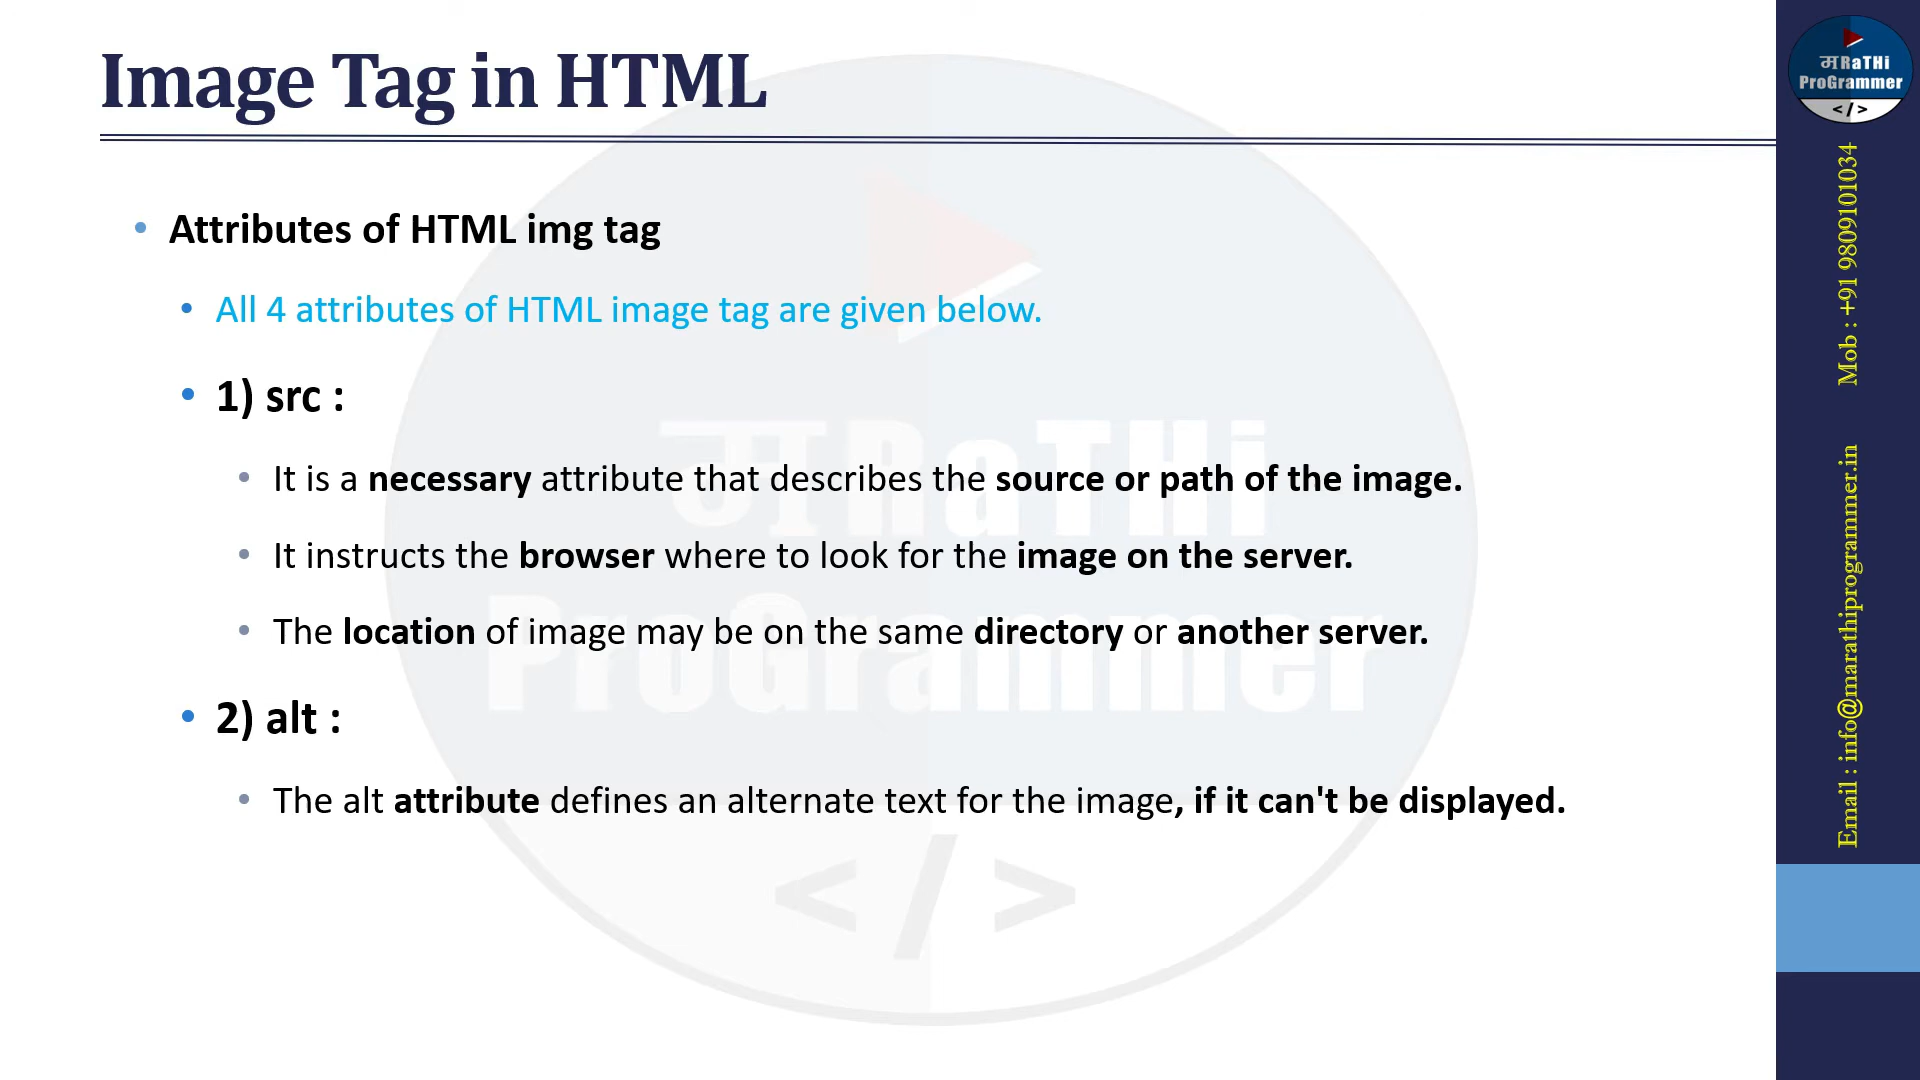 Image Tag in HTML
• Attributes of HTML img tag
• All 4 attributes of HTML image tag are given below.
• 1) src :
• It is a necessary attribute that describes the source or path of the image.
• It instructs the browser where to look for the image on the server.
• The location of image may be on the same directory or another server.
• 2) alt :
• The alt attribute defines an alternate text for the image, if it can't be displayed.
मRaTHi
ProGrammer
</>
मRaTHi
ProGrammer
</>
Mob : +91 9809101034
Email : info@marathiprogrammer.in